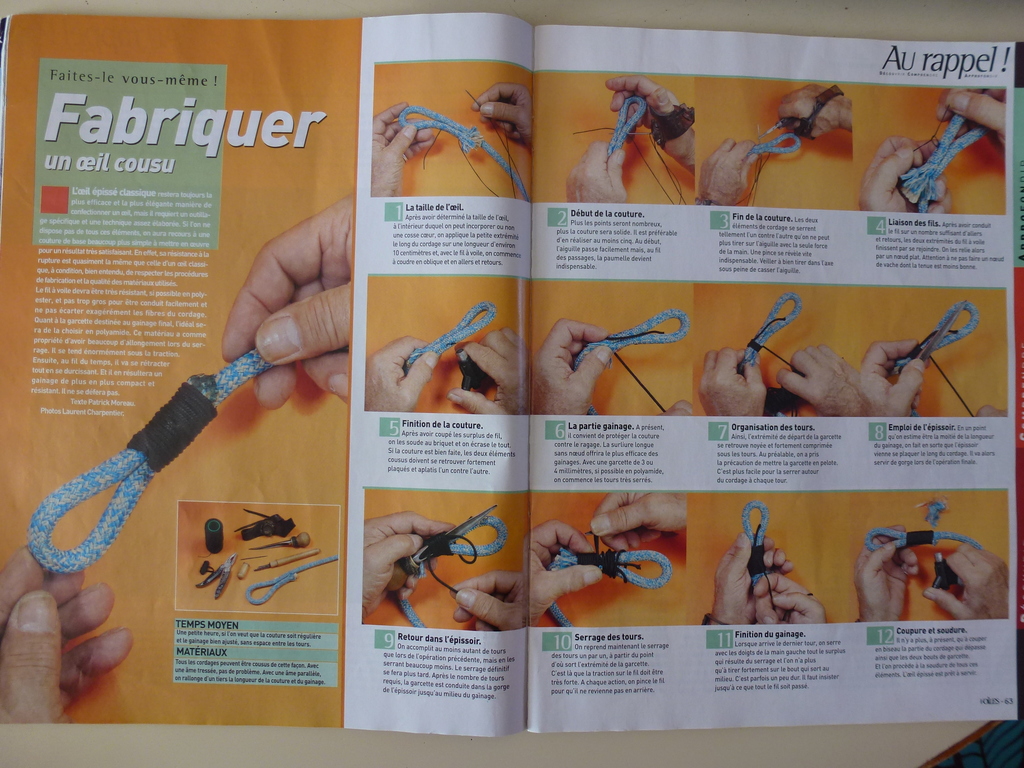 Faites-le vous-même !
Fabriquer
un œil cousu
L'œil épissé classique restera toujours la
plus efficace et la plus élégante manière de
confectionner un œil, mais il requiert un outillage
spécifique et une technique assez élaborée. Si l'on ne
dispose pas de tous ces éléments, on aura recours à une
couture de base beaucoup plus simple à mettre en œuvre
pour un résultat très satisfaisant. En effet, sa résistance à la
rupture est quasiment la même que celle d'un œil classi-
que, à condition, bien entendu, de respecter les procédures
de fabrication et la qualité des matériaux utilisés.
Le fil à voile devra être très résistant, si possible en poly-
ester, et pas trop gros pour être conduit facilement et
ne pas écarter exagérément les fibres du cordage.
Quant à la garcette destinée au gainage final, l'idéal se-
ra de la choisir en polyamide. Ce matériau a comme
propriété d'avoir beaucoup d'allongement lors du ser-
rage. Il se tend énormément sous la traction.
Ensuite, au fil du temps, il va se rétracter
tout en se durcissant. Et il en résultera un
gainage de plus en plus compact et
résistant. Il ne se défera pas.
Texte Patrick Moreau.
Photos Laurent Charpentier.
TEMPS MOYEN
Une petite heure, si l'on veut que la couture soit régulière
et le gainage bien ajusté, sans espace entre les tours.
MATÉRIAUX
Tous les cordages peuvent être cousus de cette façon. Avec
une âme tressée, pas de problème. Avec une âme parallèle,
on rallonge d'un tiers la longueur de la couture et du gainage.
Au rappel !
1 La taille de l'œil.
Après avoir déterminé la taille de l'œil,
à l'intérieur duquel on peut incorporer ou non
une cosse cœur, on applique la petite extrémité
le long du cordage sur une longueur d'environ
10 centimètres et, avec le fil à voile, on commence
à coudre en oblique et en allers et retours.
2 Début de la couture.
Plus les points seront nombreux,
plus la couture sera solide. Il est préférable
d'en réaliser au moins cinq. Au début,
l'aiguille passe facilement mais, au fil
des passages, la paumelle devient
indispensable.
3 Fin de la couture. Les deux
éléments de cordage se serrent
tellement l'un contre l'autre qu'on ne peut
plus tirer sur l'aiguille avec la seule force
de la main. Une pince se révèle vite
indispensable. Veiller à bien tirer dans l'axe
sous peine de casser l'aiguille.
4 Liaison des fils. Après avoir conduit
le fil sur un nombre suffisant d'allers
et retours, les deux extrémités du fil à voile
finissent par se rejoindre. On les relie alors
par un nœud plat. Attention à ne pas faire un nœud
de vache dont la tenue est moins bonne.
5 Finition de la couture.
Après avoir coupé les surplus de fil,
on les soude au briquet et on écrase le tout.
Si la couture est bien faite, les deux éléments
cousus doivent se retrouver fortement
plaqués et aplatis l'un contre l'autre.
6 La partie gainage. A présent,
il convient de protéger la couture
contre le ragage. La surliure longue
sans nœud offrira le plus efficace des
gainages. Avec une garcette de 3 ou
4 millimètres, si possible en polyamide,
on commence les tours très serrés.
7 Organisation des tours.
Ainsi, l'extrémité de départ de la garcette
se retrouve noyée et fortement comprimée
sous les tours. Au préalable, on a pris
la précaution de mettre la garcette en pelote.
C'est plus facile pour la serrer autour
du cordage à chaque tour.
8 Emploi de l'épissoir. En un point
qu'on estime être la moitié de la longueur
du gainage, on fait en sorte que l'épissoir
vienne se plaquer le long du cordage. Il va alors
servir de gorge lors de l'opération finale.
9 Retour dans l'épissoir.
On accomplit au moins autant de tours
que lors de l'opération précédente, mais en les
serrant beaucoup moins. Le serrage définitif
se fera plus tard. Après le nombre de tours
requis, la garcette est conduite dans la gorge
de l'épissoir jusqu'au milieu du gainage.
10 Serrage des tours.
On reprend maintenant le serrage
des tours un par un, à partir du point
d'où sort l'extrémité de la garcette.
C'est là que la traction sur le fil doit être
très forte. A chaque action, on pince le fil
pour qu'il ne revienne pas en arrière.
11 Finition du gainage.
Lorsque arrive le dernier tour, on serre
avec les doigts de la main gauche tout le surplus
qui résulte du serrage et l'on n'a plus
qu'à tirer fortement sur le bout qui sort au
milieu. C'est parfois un peu dur. Il faut insister
jusqu'à ce que tout le fil soit passé.
12 Coupure et soudure.
Il n'y a plus, à présent, qu'à couper
en biseau la partie du cordage qui dépasse
ainsi que les deux bouts de garcette.
Et l'on procède à la soudure de tous ces
éléments. L'œil épissé est prêt à servir.
VOILES - 63